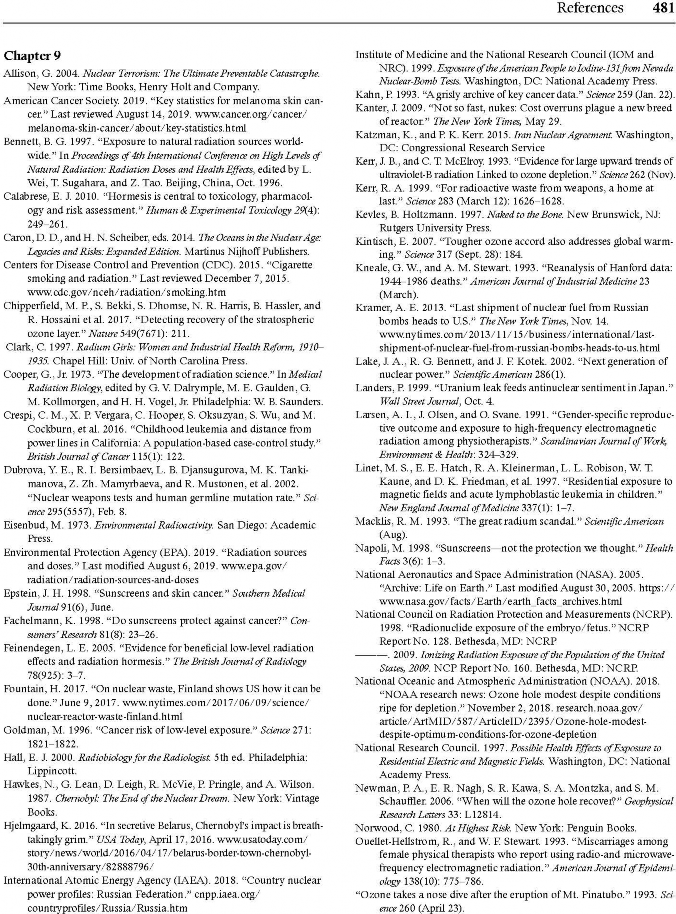 References 481
Chapter 9
Allison, G. 2004. Nuclear Terrorism: The Ultimate Preventable Catastrophe.
New York: Time Books, Henry Holt and Company.
American Cancer Society. 2019. “Key statistics for melanoma skin can-
cer.” Last reviewed August 14, 2019. www.cancer.org/cancer/
melanoma-skin-cancer/about/key-statistics.html
Bennett, B. G. 1997. “Exposure to natural radiation sources world-
wide.” In Proceedings of 4th International Conference on High Levels of
Natural Radiation: Radiation Doses and Health Effects, edited by L.
Wei, T. Sugahara, and Z. Tao. Beijing, China, Oct. 1996.
Calabrese, E. J. 2010. “Hormesis is central to toxicology, pharmacol-
ogy and risk assessment.” Human & Experimental Toxicology 29(4):
249–261.
Caron, D. D., and H. N. Scheiber, eds. 2014. The Oceans in the Nuclear Age:
Legacies and Risks: Expanded Edition. Martinus Nijhoff Publishers.
Centers for Disease Control and Prevention (CDC). 2015. “Cigarette
smoking and radiation.” Last reviewed December 7, 2015.
www.cdc.gov/nceh/radiation/smoking.htm
Chipperfield, M. P., S. Bekki, S. Dhomse, N. R. Harris, B. Hassler, and
R. Hossaini et al. 2017. “Detecting recovery of the stratospheric
ozone layer.” Nature 549(7671): 211.
Clark, C. 1997. Radium Girls: Women and Industrial Health Reform, 1910–
1935. Chapel Hill: Univ. of North Carolina Press.
Cooper, G., Jr. 1973. “The development of radiation science.” In Medical
Radiation Biology, edited by G. V. Dalrymple, M. E. Gaulden, G.
M. Kollmorgen, and H. H. Vogel, Jr. Philadelphia: W. B. Saunders.
Crespi, C. M., X. P. Vergara, C. Hooper, S. Oksuzyan, S. Wu, and M.
Cockburn, et al. 2016. “Childhood leukemia and distance from
power lines in California: A population-based case-control study.”
British Journal of Cancer 115(1): 122.
Dubrova, Y. E., R. I. Bersimbaev, L. B. Djansugurova, M. K. Tanki-
manova, Z. Zh. Mamyrbaeva, and R. Mustonen, et al. 2002.
“Nuclear weapons tests and human germline mutation rate.” Sci-
ence 295(5557), Feb. 8.
Eisenbud, M. 1973. Environmental Radioactivity. San Diego: Academic
Press.
Environmental Protection Agency (EPA). 2019. “Radiation sources
and doses.” Last modified August 6, 2019. www.epa.gov/
radiation/radiation-sources-and-doses
Epstein, J. H. 1998. “Sunscreens and skin cancer.” Southern Medical
Journal 91(6), June.
Fachelmann, K. 1998. “Do sunscreens protect against cancer?” Con-
sumers’ Research 81(8): 23–26.
Feinendegen, L. E. 2005. “Evidence for beneficial low-level radiation
effects and radiation hormesis.” The British Journal of Radiology
78(925): 3–7.
Fountain, H. 2017. “On nuclear waste, Finland shows US how it can be
done.” June 9, 2017. www.nytimes.com/2017/06/09/science/
nuclear-reactor-waste-finland.html
Goldman, M. 1996. “Cancer risk of low-level exposure.” Science 271:
1821–1822.
Hall, E. J. 2000. Radiobiology for the Radiologist. 5th ed. Philadelphia:
Lippincott.
Hawkes, N., G. Lean, D. Leigh, R. McVie, P. Pringle, and A. Wilson.
1987. Chernobyl: The End of the Nuclear Dream. New York: Vintage
Books.
Hjelmgaard, K. 2016. “In secretive Belarus, Chernobyl's impact is breath-
takingly grim.” USA Today, April 17, 2016. www.usatoday.com/
story/news/world/2016/04/17/belarus-border-town-chernobyl-
30th-anniversary/82888796/
International Atomic Energy Agency (IAEA). 2018. “Country nuclear
power profiles: Russian Federation.” cnpp.iaea.org/
countryprofiles/Russia/Russia.htm
Institute of Medicine and the National Research Council (IOM and
NRC). 1999. Exposure of the American People to Iodine-131 from Nevada
Nuclear-Bomb Tests. Washington, DC: National Academy Press.
Kahn, P. 1993. “A grisly archive of key cancer data.” Science 259 (Jan. 22).
Kanter, J. 2009. “Not so fast, nukes: Cost overruns plague a new breed
of reactor.” The New York Times, May 29.
Katzman, K., and P. K. Kerr. 2015. Iran Nuclear Agreement. Washington,
DC: Congressional Research Service
Kerr, J. B., and C. T. McElroy. 1993. “Evidence for large upward trends of
ultraviolet-B radiation Linked to ozone depletion.” Science 262 (Nov).
Kerr, R. A. 1999. “For radioactive waste from weapons, a home at
last.” Science 283 (March 12): 1626–1628.
Kevles, B. Holtzmann. 1997. Naked to the Bone. New Brunswick, NJ:
Rutgers University Press.
Kintisch, E. 2007. “Tougher ozone accord also addresses global warm-
ing.” Science 317 (Sept. 28): 184.
Kneale, G. W., and A. M. Stewart. 1993. “Reanalysis of Hanford data:
1944–1986 deaths.” American Journal of Industrial Medicine 23
(March).
Kramer, A. E. 2013. “Last shipment of nuclear fuel from Russian
bombs heads to U.S.” The New York Times, Nov. 14.
www.nytimes.com/2013/11/15/business/international/last-
shipment-of-nuclear-fuel-from-russian-bombs-heads-to-us.html
Lake, J. A., R. G. Bennett, and J. F. Kotek. 2002. “Next generation of
nuclear power.” Scientific American 286(1).
Landers, P. 1999. “Uranium leak feeds antinuclear sentiment in Japan.”
Wall Street Journal, Oct. 4.
Larsen, A. I., J. Olsen, and O. Svane. 1991. “Gender-specific reproduc-
tive outcome and exposure to high-frequency electromagnetic
radiation among physiotherapists.” Scandinavian Journal of Work,
Environment & Health: 324–329.
Linet, M. S., E. E. Hatch, R. A. Kleinerman, L. L. Robison, W. T.
Kaune, and D. K. Friedman, et al. 1997. “Residential exposure to
magnetic fields and acute lymphoblastic leukemia in children.”
New England Journal of Medicine 337(1): 1–7.
Macklis, R. M. 1993. “The great radium scandal.” Scientific American
(Aug).
Napoli, M. 1998. “Sunscreens—not the protection we thought.” Health
Facts 3(6): 1–3.
National Aeronautics and Space Administration (NASA). 2005.
“Archive: Life on Earth.” Last modified August 30, 2005. https://
www.nasa.gov/facts/Earth/earth_facts_archives.html
National Council on Radiation Protection and Measurements (NCRP).
1998. “Radionuclide exposure of the embryo/fetus.” NCRP
Report No. 128. Bethesda, MD: NCRP
———. 2009. Ionizing Radiation Exposure of the Population of the United
States, 2009. NCP Report No. 160. Bethesda, MD: NCRP.
National Oceanic and Atmospheric Administration (NOAA). 2018.
“NOAA research news: Ozone hole modest despite conditions
ripe for depletion.” November 2, 2018. research.noaa.gov/
article/ArtMID/587/ArticleID/2395/Ozone-hole-modest-
despite-optimum-conditions-for-ozone-depletion
National Research Council. 1997. Possible Health Effects of Exposure to
Residential Electric and Magnetic Fields. Washington, DC: National
Academy Press.
Newman, P. A., E. R. Nagh, S. R. Kawa, S. A. Montzka, and S. M.
Schauffler. 2006. “When will the ozone hole recover?” Geophysical
Research Letters 33: L12814.
Norwood, C. 1980. At Highest Risk. New York: Penguin Books.
Ouellet-Hellstrom, R., and W. F. Stewart. 1993. “Miscarriages among
female physical therapists who report using radio-and microwave-
frequency electromagnetic radiation.” American Journal of Epidemi-
ology 138(10): 775–786.
“Ozone takes a nose dive after the eruption of Mt. Pinatubo.” 1993. Sci-
ence 260 (April 23).